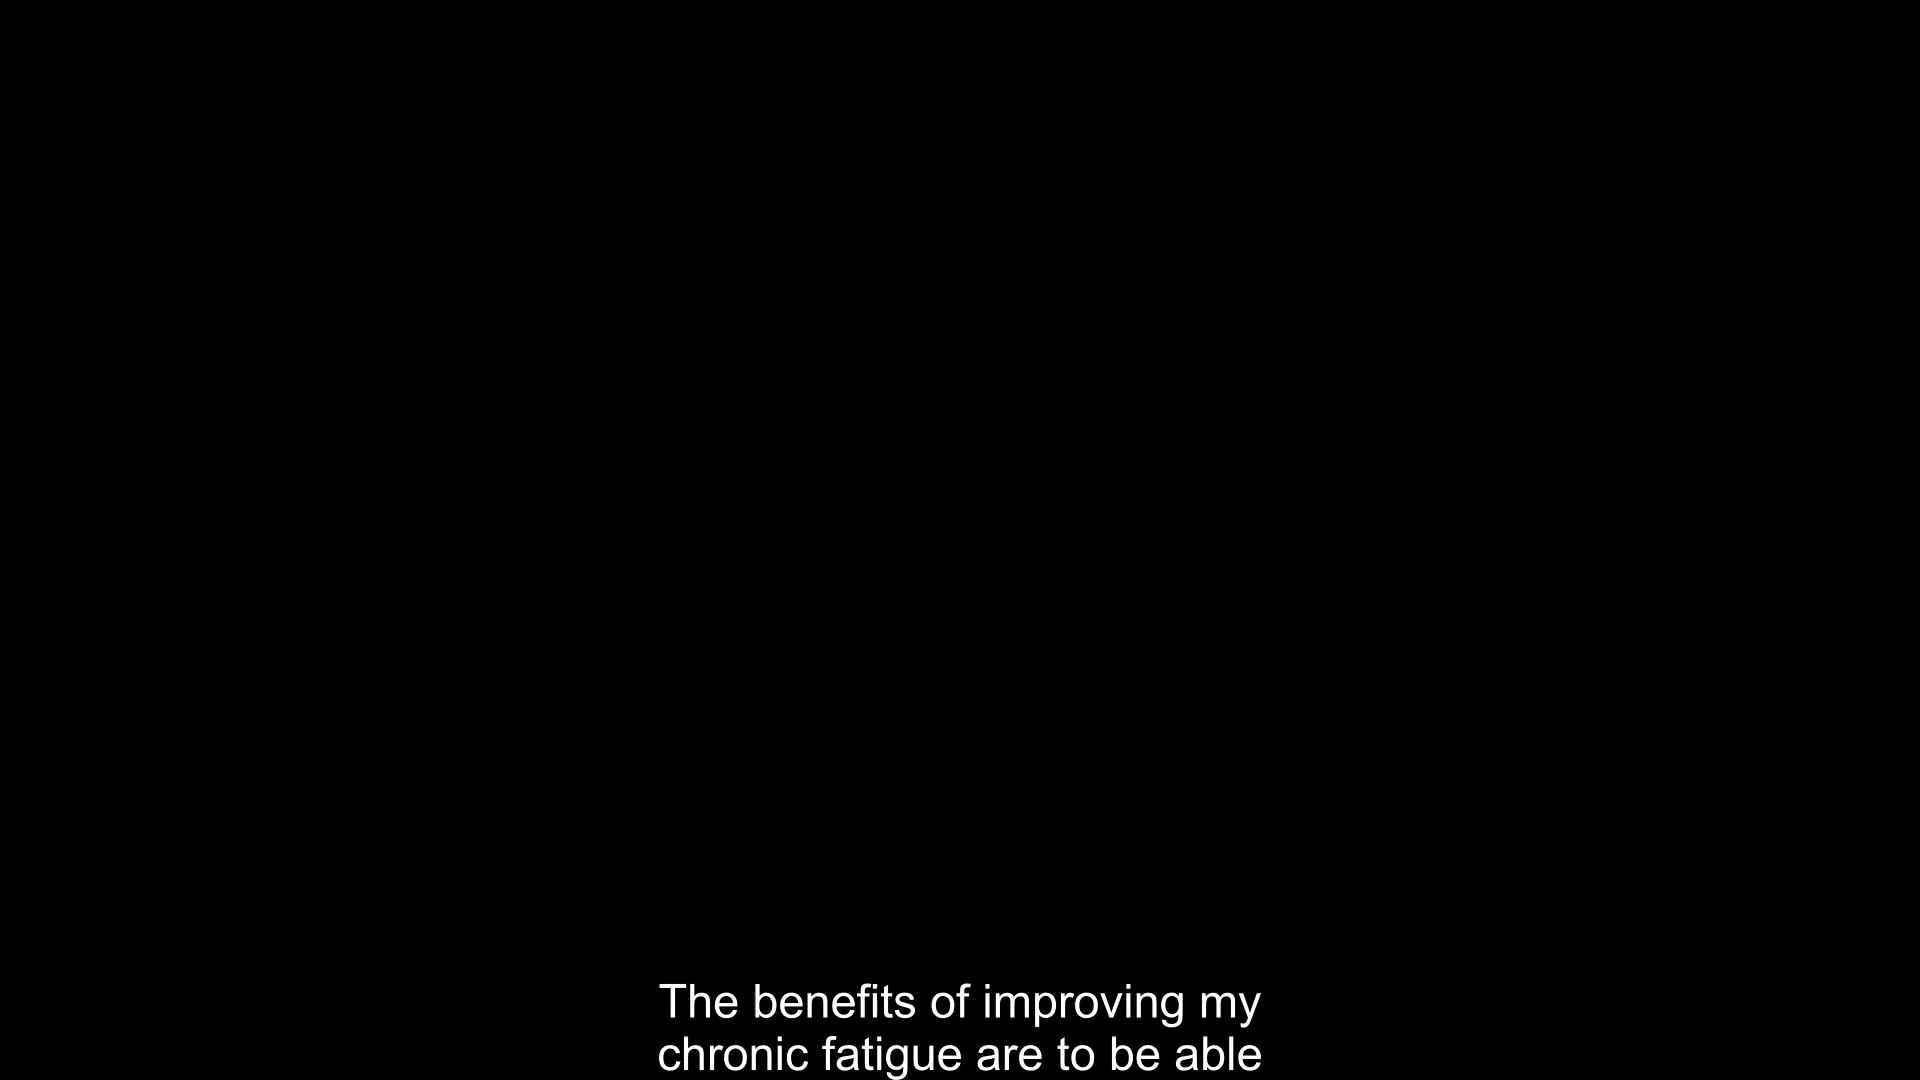 The benefits of improving my
chronic fatigue are to be able